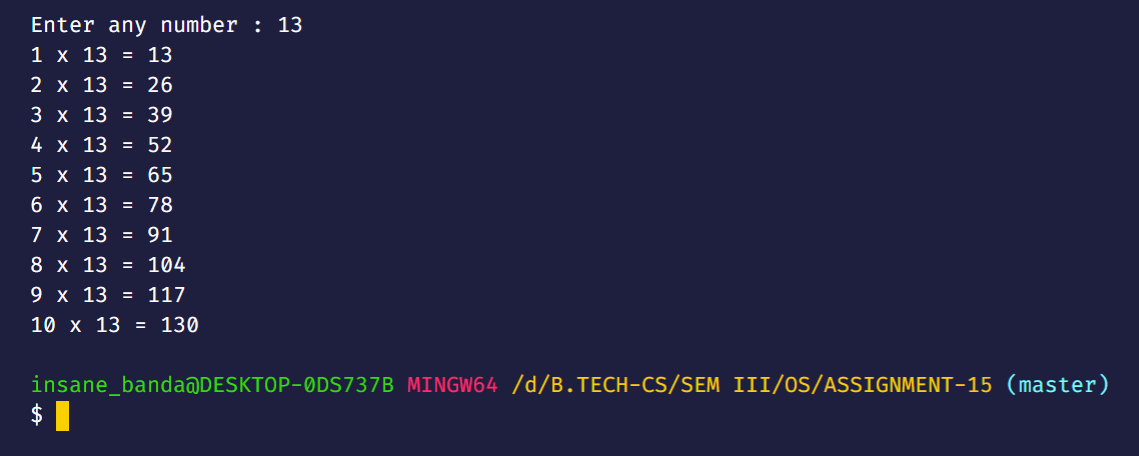 Enter any number : 13
1 x 13 = 13
2 x 13 = 26
3 x 13 = 39
4 x 13 = 52
5 x 13 = 65
6 x 13 = 78
7 x 13 = 91
8 x 13 = 104
9 x 13 = 117
10 x 13 = 130
insane_banda@DESKTOP-0DS737B MINGW64 /d/B.TECH-CS/SEM III/OS/ASSIGNMENT-15 (master)
$